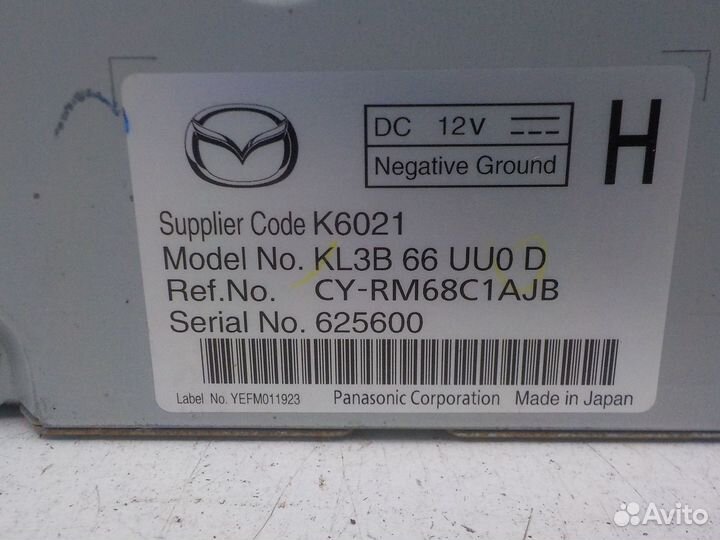 DC 12V
Negative Ground
H
Supplier Code K6021
Model No. KL3B 66 UU0 D
Ref.No. CY-RM68C1AJB
Serial No. 625600
Label No. YEFM011923 Panasonic Corporation Made in Japan
Avito